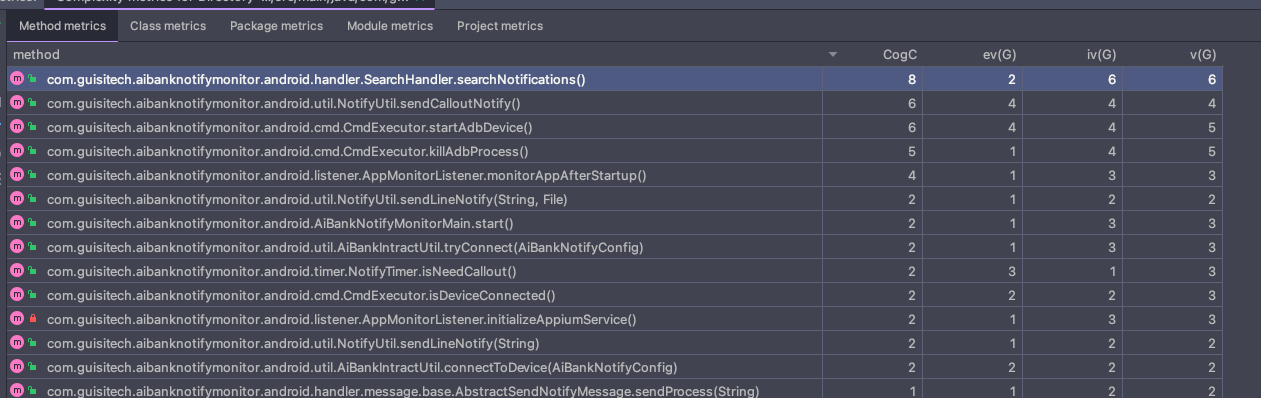 Method metrics Class metrics Package metrics Module metrics Project metrics
method CogC ev(G) iv(G) v(G)
m com.guisitech.aibanknotifymonitor.android.handler.SearchHandler.searchNotifications() 8 2 6 6
m com.guisitech.aibanknotifymonitor.android.util.NotifyUtil.sendCalloutNotify() 6 4 4 4
m com.guisitech.aibanknotifymonitor.android.cmd.CmdExecutor.startAdbDevice() 6 4 4 5
m com.guisitech.aibanknotifymonitor.android.cmd.CmdExecutor.killAdbProcess() 5 1 4 5
m com.guisitech.aibanknotifymonitor.android.listener.AppMonitorListener.monitorAppAfterStartup() 4 1 3 3
m com.guisitech.aibanknotifymonitor.android.util.NotifyUtil.sendLineNotify(String, File) 2 1 2 2
m com.guisitech.aibanknotifymonitor.android.AiBankNotifyMonitorMain.start() 2 1 3 3
m com.guisitech.aibanknotifymonitor.android.util.AiBankIntractUtil.tryConnect(AiBankNotifyConfig) 2 1 3 3
m com.guisitech.aibanknotifymonitor.android.timer.NotifyTimer.isNeedCallout() 2 3 1 3
m com.guisitech.aibanknotifymonitor.android.cmd.CmdExecutor.isDeviceConnected() 2 2 2 3
m com.guisitech.aibanknotifymonitor.android.listener.AppMonitorListener.initializeAppiumService() 2 1 3 3
m com.guisitech.aibanknotifymonitor.android.util.NotifyUtil.sendLineNotify(String) 2 1 2 2
m com.guisitech.aibanknotifymonitor.android.util.AiBankIntractUtil.connectToDevice(AiBankNotifyConfig) 2 2 2 2
m com.guisitech.aibanknotifymonitor.android.handler.message.base.AbstractSendNotifyMessage.sendProcess(String) 1 1 2 2